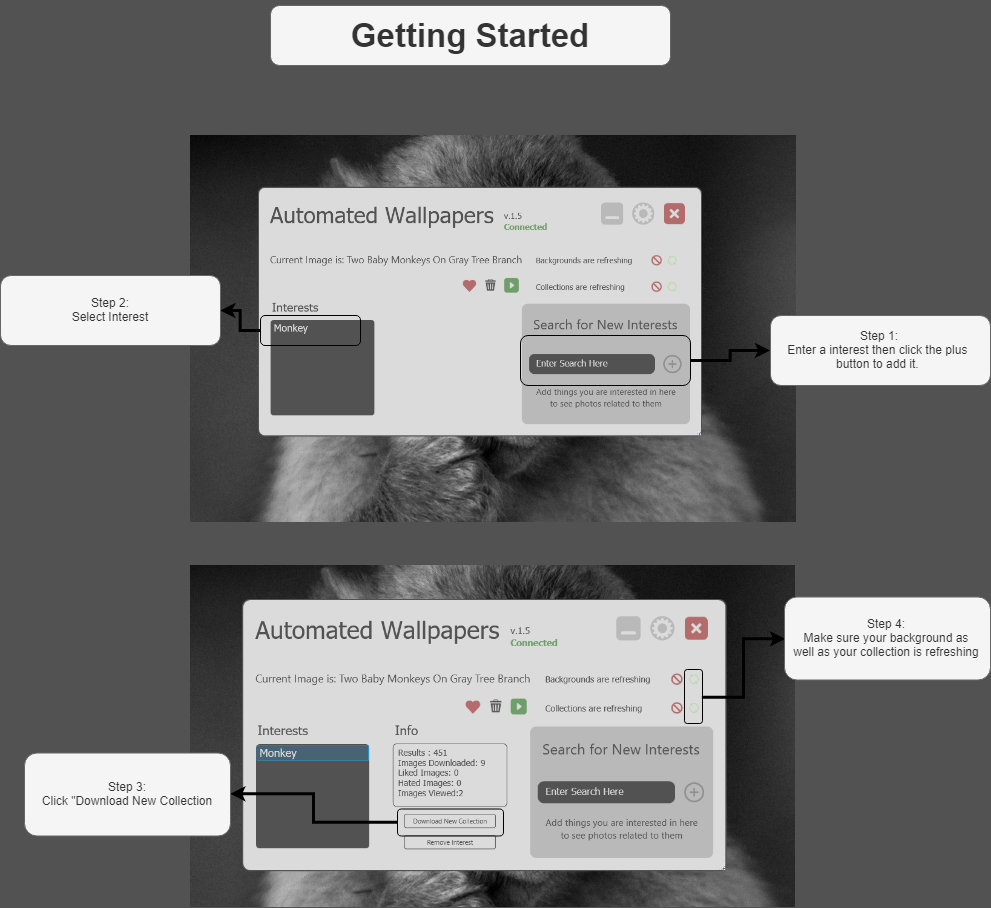 Getting Started
Automated Wallpapers
v.1.5
Connected
Current Image is: Two Baby Monkeys On Gray Tree Branch
Backgrounds are refreshing
Collections are refreshing
Interests
Monkey
Search for New Interests
Enter Search Here
Add things you are interested in here
to see photos related to them
Step 2:
Select Interest
Step 1:
Enter a interest then click the plus
button to add it.
Automated Wallpapers
v.1.5
Connected
Current Image is: Two Baby Monkeys On Gray Tree Branch
Backgrounds are refreshing
Collections are refreshing
Interests
Monkey
Info
Results : 451
Images Downloaded: 9
Liked Images: 0
Hated Images: 0
Images Viewed:2
Download New Collection
Remove Interest
Search for New Interests
Enter Search Here
Add things you are interested in here
to see photos related to them
Step 4:
Make sure your background as
well as your collection is refreshing
Step 3:
Click "Download New Collection